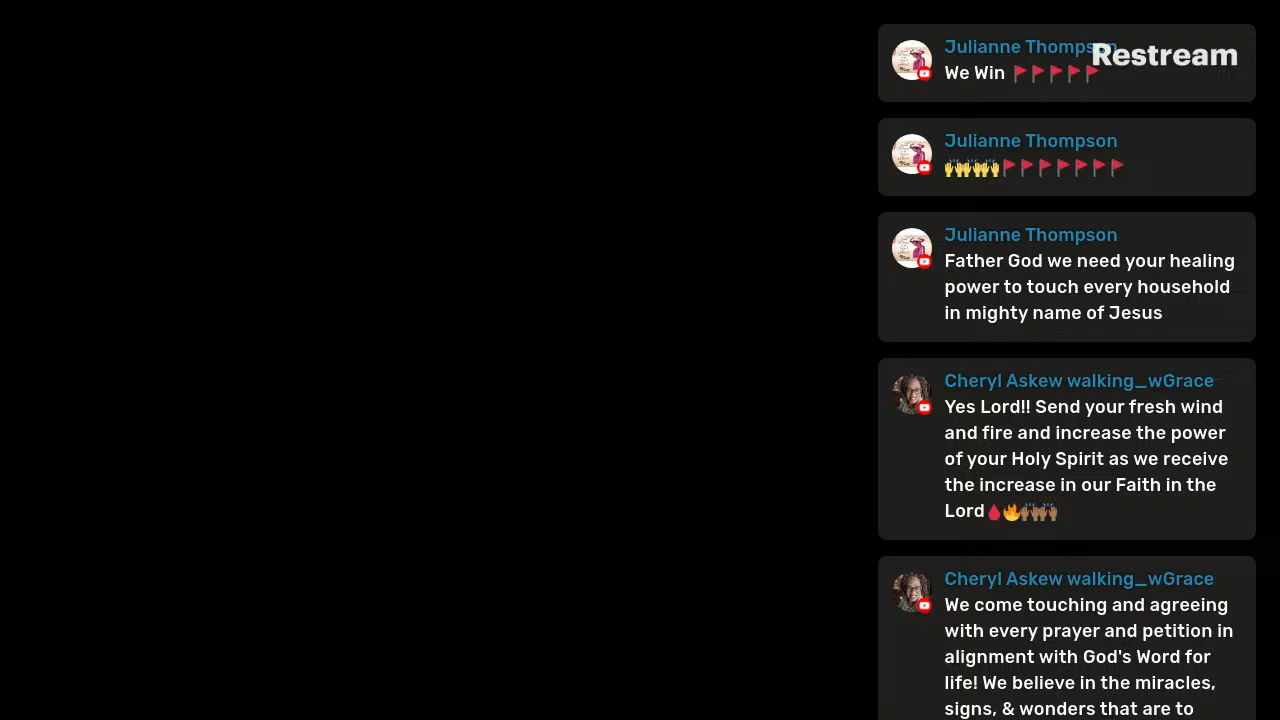 Julianne Thompson
Restream
We Win 🚩🚩🚩🚩🚩
Julianne Thompson
🙌🙌🙌🚩🚩🚩🚩🚩🚩🚩
Julianne Thompson
Father God we need your healing
power to touch every household
in mighty name of Jesus
Cheryl Askew walking_wGrace
Yes Lord!! Send your fresh wind
and fire and increase the power
of your Holy Spirit as we receive
the increase in our Faith in the
Lord🩸🔥🙌🏽🙌🏽
Cheryl Askew walking_wGrace
We come touching and agreeing
with every prayer and petition in
alignment with God's Word for
life! We believe in the miracles,
signs, & wonders that are to